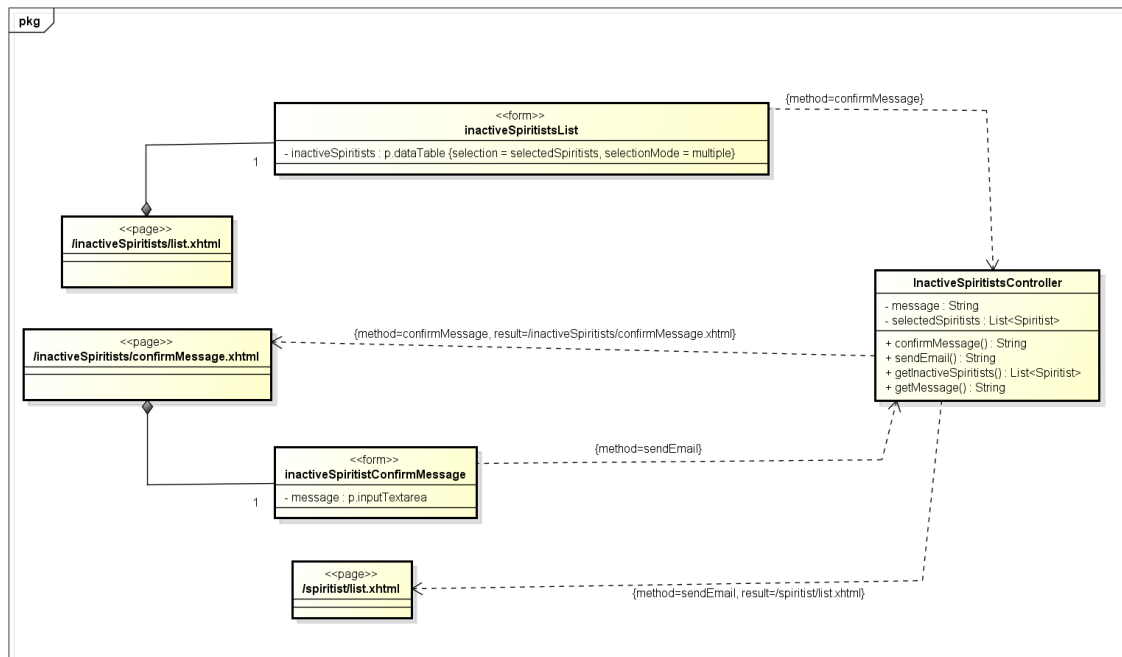 pkg
{method=confirmMessage}
<<form>>
inactiveSpiritistsList
- inactiveSpiritists : p.dataTable {selection = selectedSpiritists, selectionMode = multiple}
1
<<page>>
/inactiveSpiritists/list.xhtml
InactiveSpiritistsController
- message : String
- selectedSpiritists : List<Spiritist>
+ confirmMessage() : String
+ sendEmail() : String
+ getInactiveSpiritists() : List<Spiritist>
+ getMessage() : String
{method=confirmMessage, result=/inactiveSpiritists/confirmMessage.xhtml}
<<page>>
/inactiveSpiritists/confirmMessage.xhtml
{method=sendEmail}
<<form>>
inactiveSpiritistConfirmMessage
- message : p.inputTextarea
1
<<page>>
/spiritist/list.xhtml
{method=sendEmail, result=/spiritist/list.xhtml}